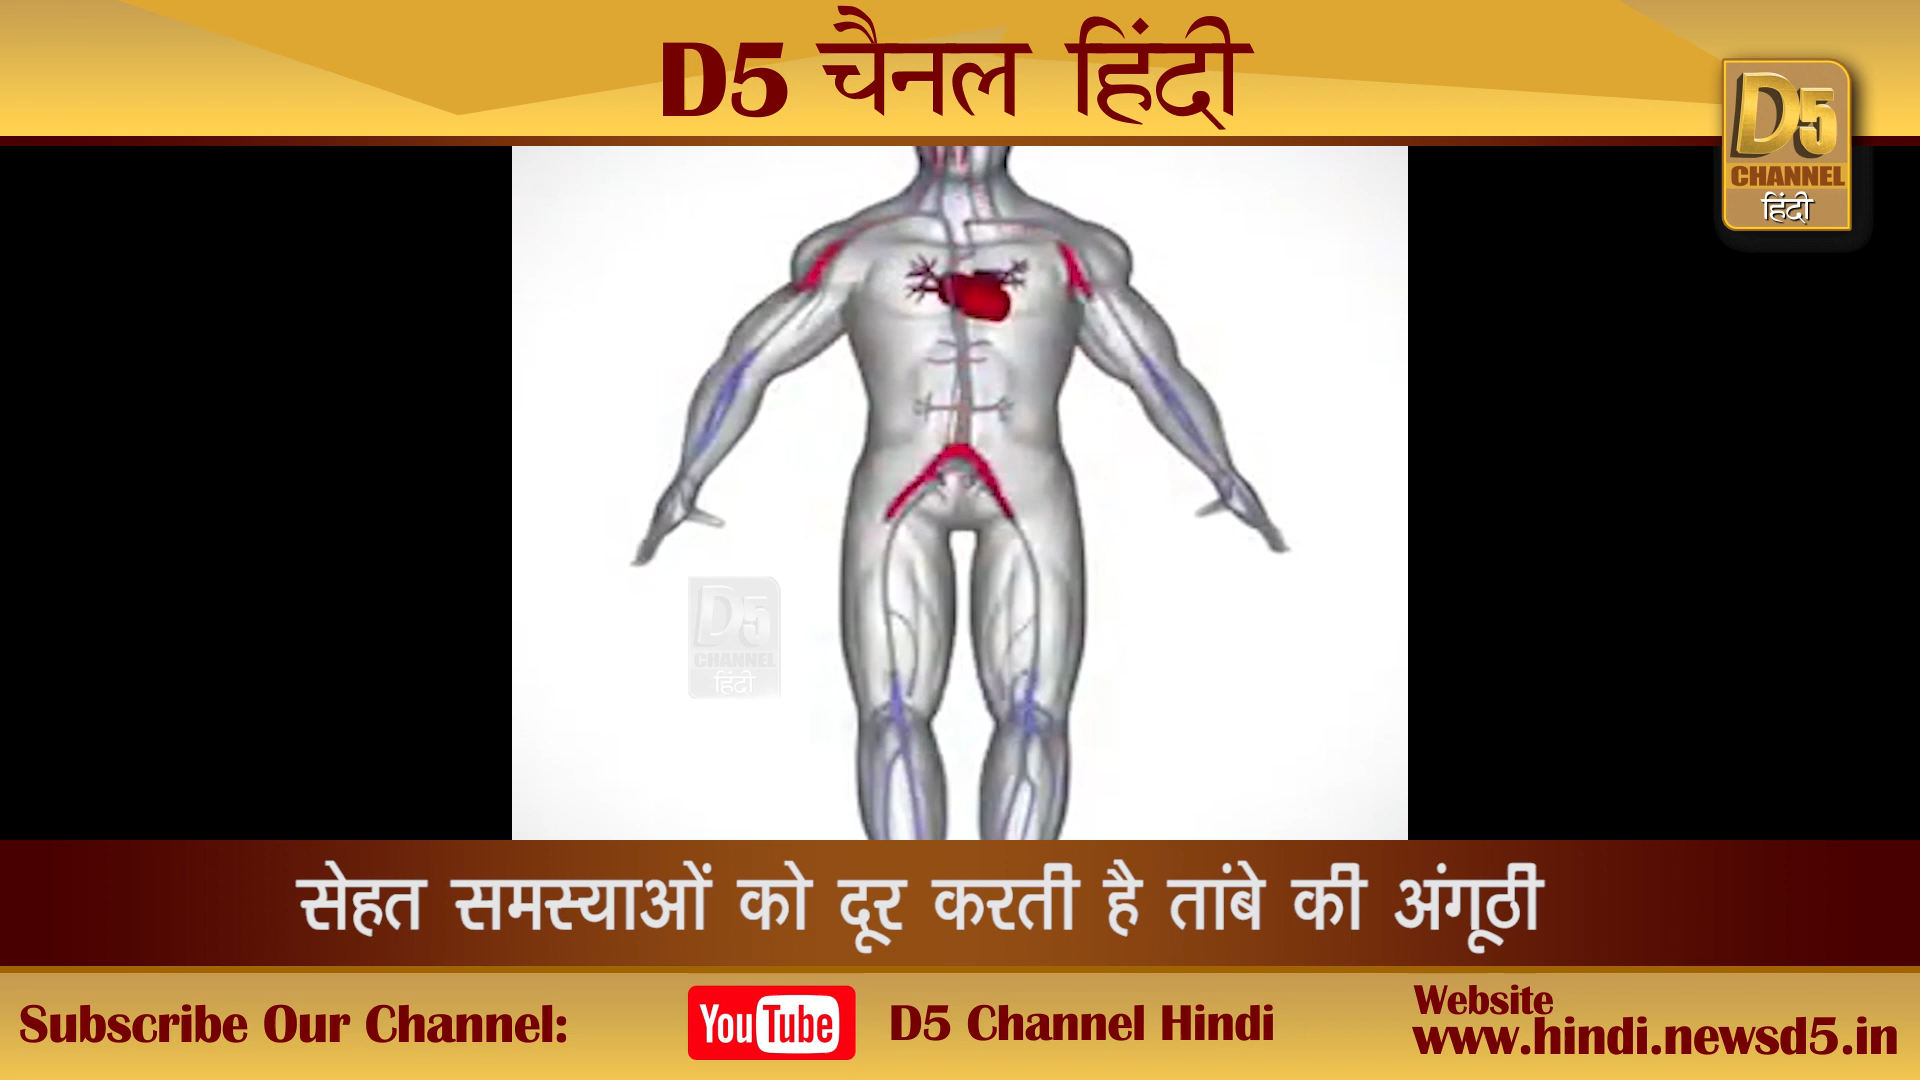 D5 चैनल हिंदी
D5
CHANNEL
हिंदी
D5
CHANNEL
हिंदी
सेहत समस्याओं को दूर करती है तांबे की अंगूठी
Subscribe Our Channel:
YouTube
D5 Channel Hindi
Website
www.hindi.newsd5.in